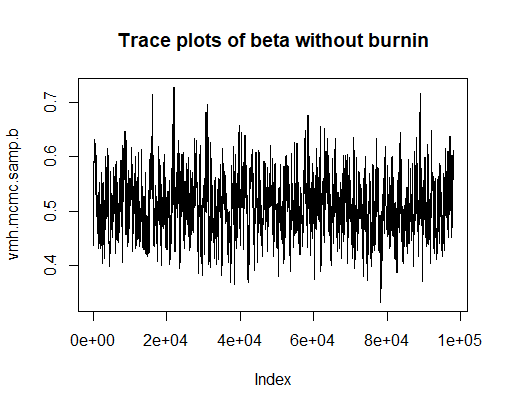 Trace plots of beta without burnin
vmh.mcmc.samp.b
0.7
0.6
0.5
0.4
0e+00 2e+04 4e+04 6e+04 8e+04 1e+05
Index